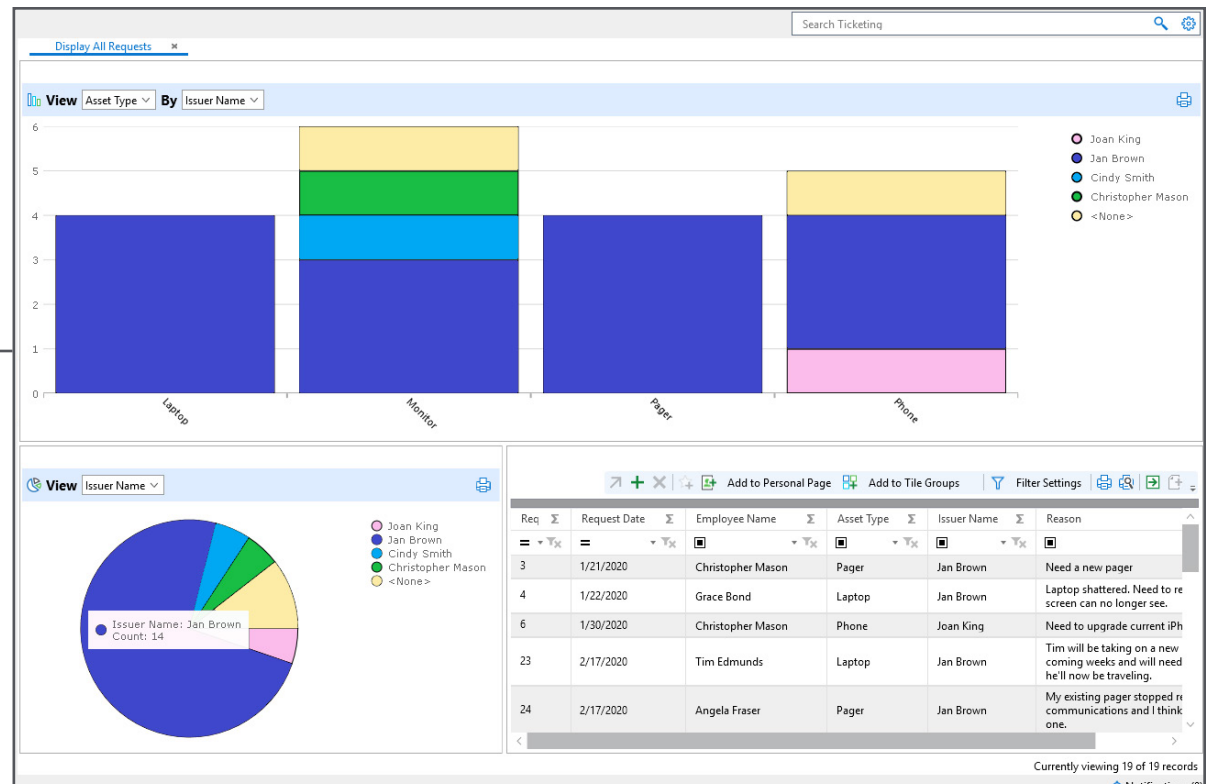 Search Ticketing
Display All Requests ×
View Asset Type By Issuer Name
6
5
4
3
2
1
0
Laptop
Monitor
Pager
Phone
Joan King
Jan Brown
Cindy Smith
Christopher Mason
<None>
View Issuer Name
Joan King
Jan Brown
Cindy Smith
Christopher Mason
<None>
Issuer Name: Jan Brown
Count: 14
Add to Personal Page Add to Tile Groups Filter Settings
Req Σ Request Date Σ Employee Name Σ Asset Type Σ Issuer Name Σ Reason
= =
3 1/21/2020 Christopher Mason Pager Jan Brown Need a new pager
4 1/22/2020 Grace Bond Laptop Jan Brown Laptop shattered. Need to re
screen can no longer see.
6 1/30/2020 Christopher Mason Phone Joan King Need to upgrade current iPh
23 2/17/2020 Tim Edmunds Laptop Jan Brown Tim will be taking on a new
coming weeks and will need
he'll now be traveling.
24 2/17/2020 Angela Fraser Pager Jan Brown My existing pager stopped re
communications and I think
one.
Currently viewing 19 of 19 records